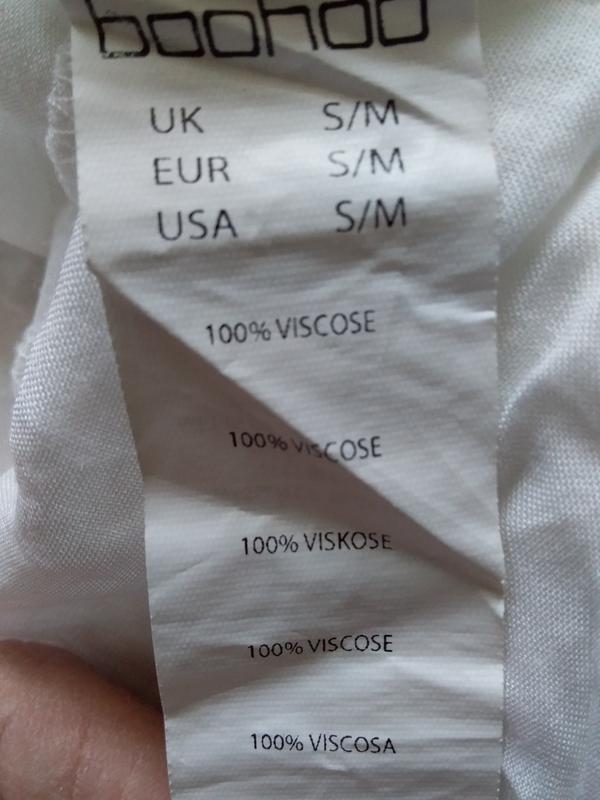 boohoo
UK S/M
EUR S/M
USA S/M
100% VISCOSE
100% VISCOSE
100% VISKOSE
100% VISCOSE
100% VISCOSA